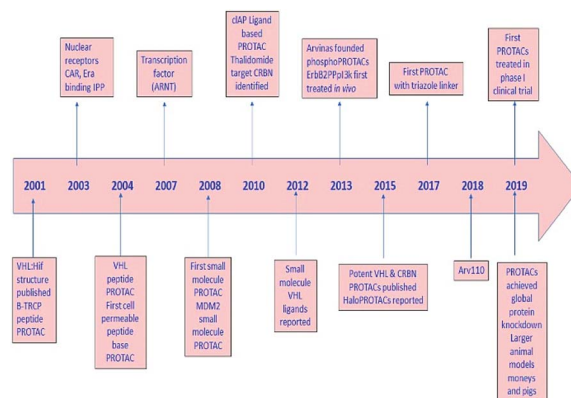 Nuclear
receptors
CAR, Era
binding IPP
Transcription
factor
(ARNT)
cIAP Ligand
based
PROTAC
Thalidomide
target CRBN
identified
Arvinas founded
phosphoPROTACs
ErbB2PPpI3k first
treated in vivo
First PROTAC
with triazole linker
First
PROTACs
treated in
phase I
clinical trial
2001 2003 2004 2007 2008 2010 2012 2013 2015 2017 2018 2019
VHL:Hif
structure
published
B-TRCP
peptide
PROTAC
VHL
peptide
PROTAC
First cell
permeable
peptide
base
PROTAC
First small
molecule
PROTAC
MDM2
small
molecule
PROTAC
Small
molecule
VHL
ligands
reported
Potent VHL & CRBN
PROTACs published
HaloPROTACs reported
Arv110
PROTACs
achieved
global
protein
knockdown
Larger
animal
models
moneys
and pigs